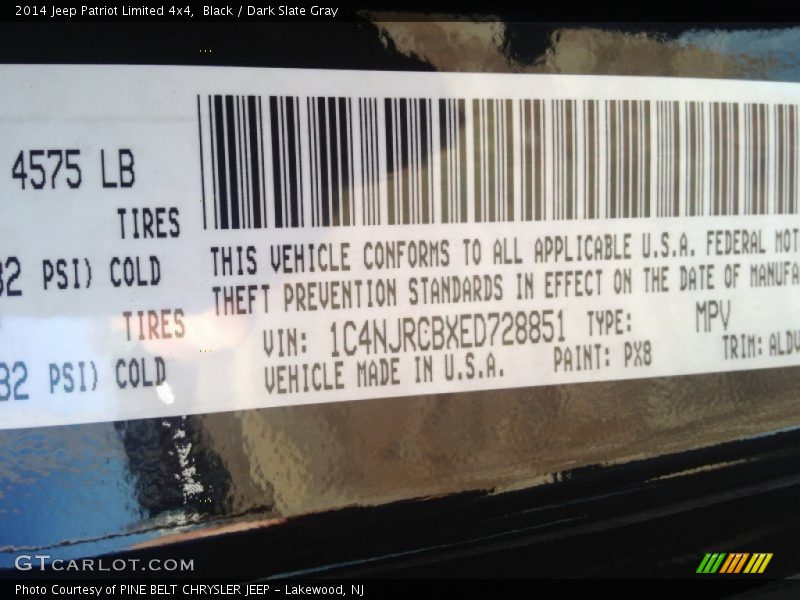 2014 Jeep Patriot Limited 4x4, Black / Dark Slate Gray
4575 LB
TIRES
32 PSI) COLD
TIRES
32 PSI) COLD
THIS VEHICLE CONFORMS TO ALL APPLICABLE U.S.A. FEDERAL MOT
THEFT PREVENTION STANDARDS IN EFFECT ON THE DATE OF MANUFA
VIN: 1C4NJRCBXED728851 TYPE: MPV
VEHICLE MADE IN U.S.A. PAINT: PX8 TRIM: ALDV
GTCARLOT.COM
Photo Courtesy of PINE BELT CHRYSLER JEEP - Lakewood, NJ